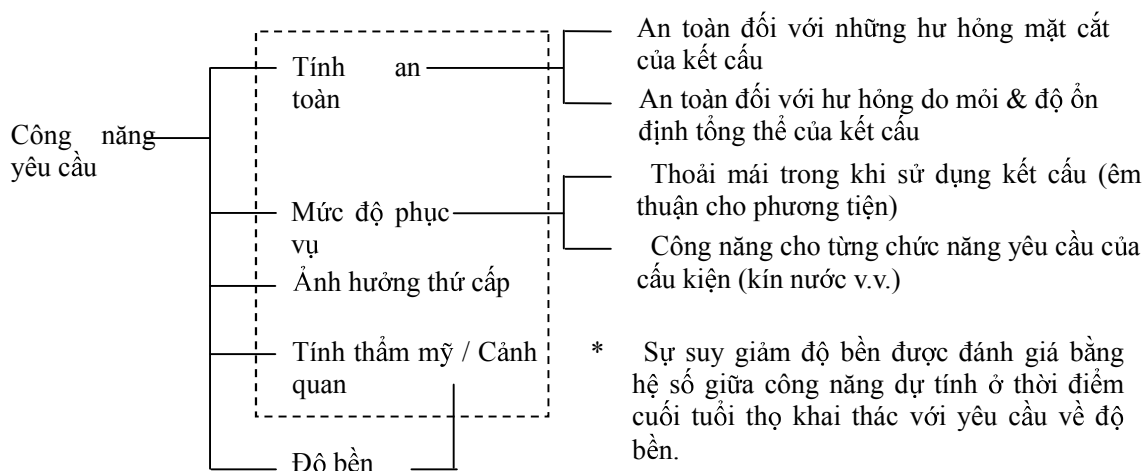 Công năng
yêu cầu
Tính an
toàn
An toàn đối với những hư hỏng mặt cắt
của kết cấu
An toàn đối với hư hỏng do mỏi & độ ổn
định tổng thể của kết cấu
Mức độ phục
vụ
Thoải mái trong khi sử dụng kết cấu (êm
thuận cho phương tiện)
Công năng cho từng chức năng yêu cầu của
cấu kiện (kín nước v.v.)
Ảnh hưởng thứ cấp
Tính thẩm mỹ / Cảnh
quan
Độ bền
* Sự suy giảm độ bền được đánh giá bằng
hệ số giữa công năng dự tính ở thời điểm
cuối tuổi thọ khai thác với yêu cầu về độ
bền.